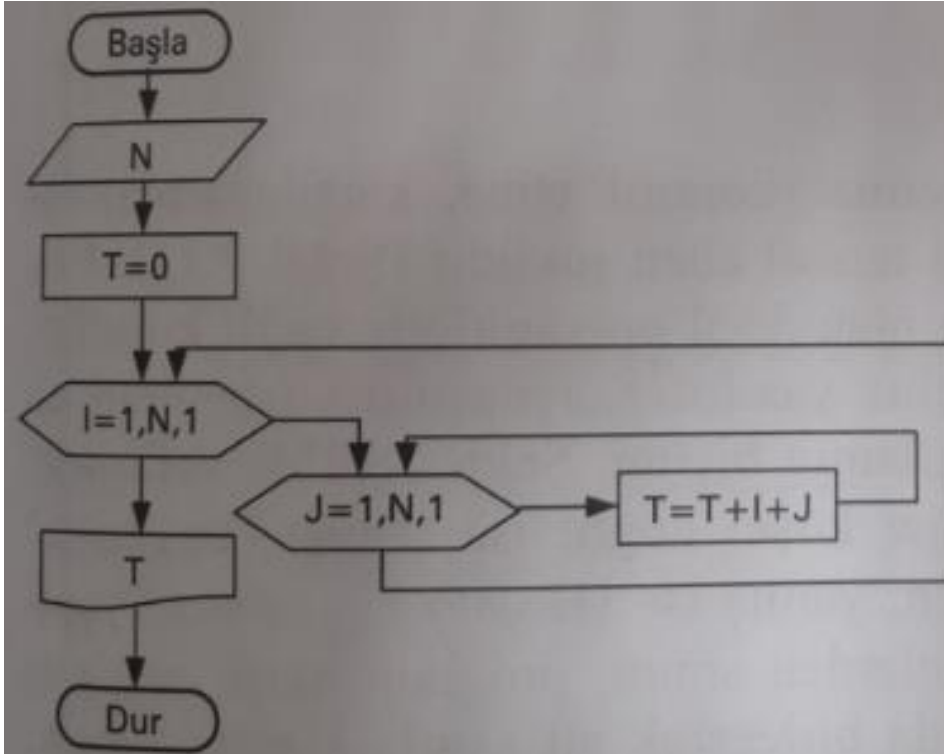 Başla
N
T=0
I=1,N,1
J=1,N,1
T=T+I+J
T
Dur